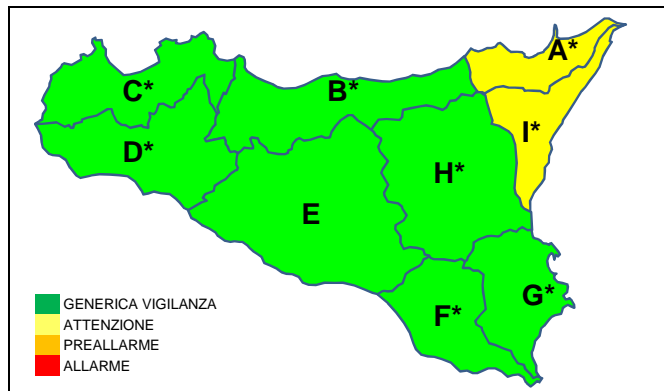 A*
C*
B*
I*
D*
H*
E
G*
F*
GENERICA VIGILANZA
ATTENZIONE
PREALLARME
ALLARME